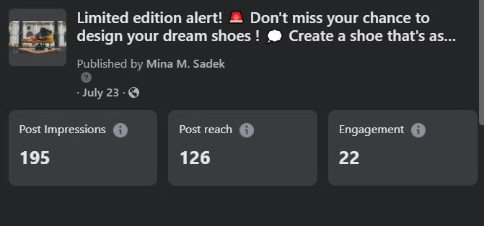 Limited edition alert! 🚨 Don't miss your chance to
design your dream shoes ! 💭 Create a shoe that's as...
Published by Mina M. Sadek
· July 23 ·
Post Impressions
195
Post reach
126
Engagement
22